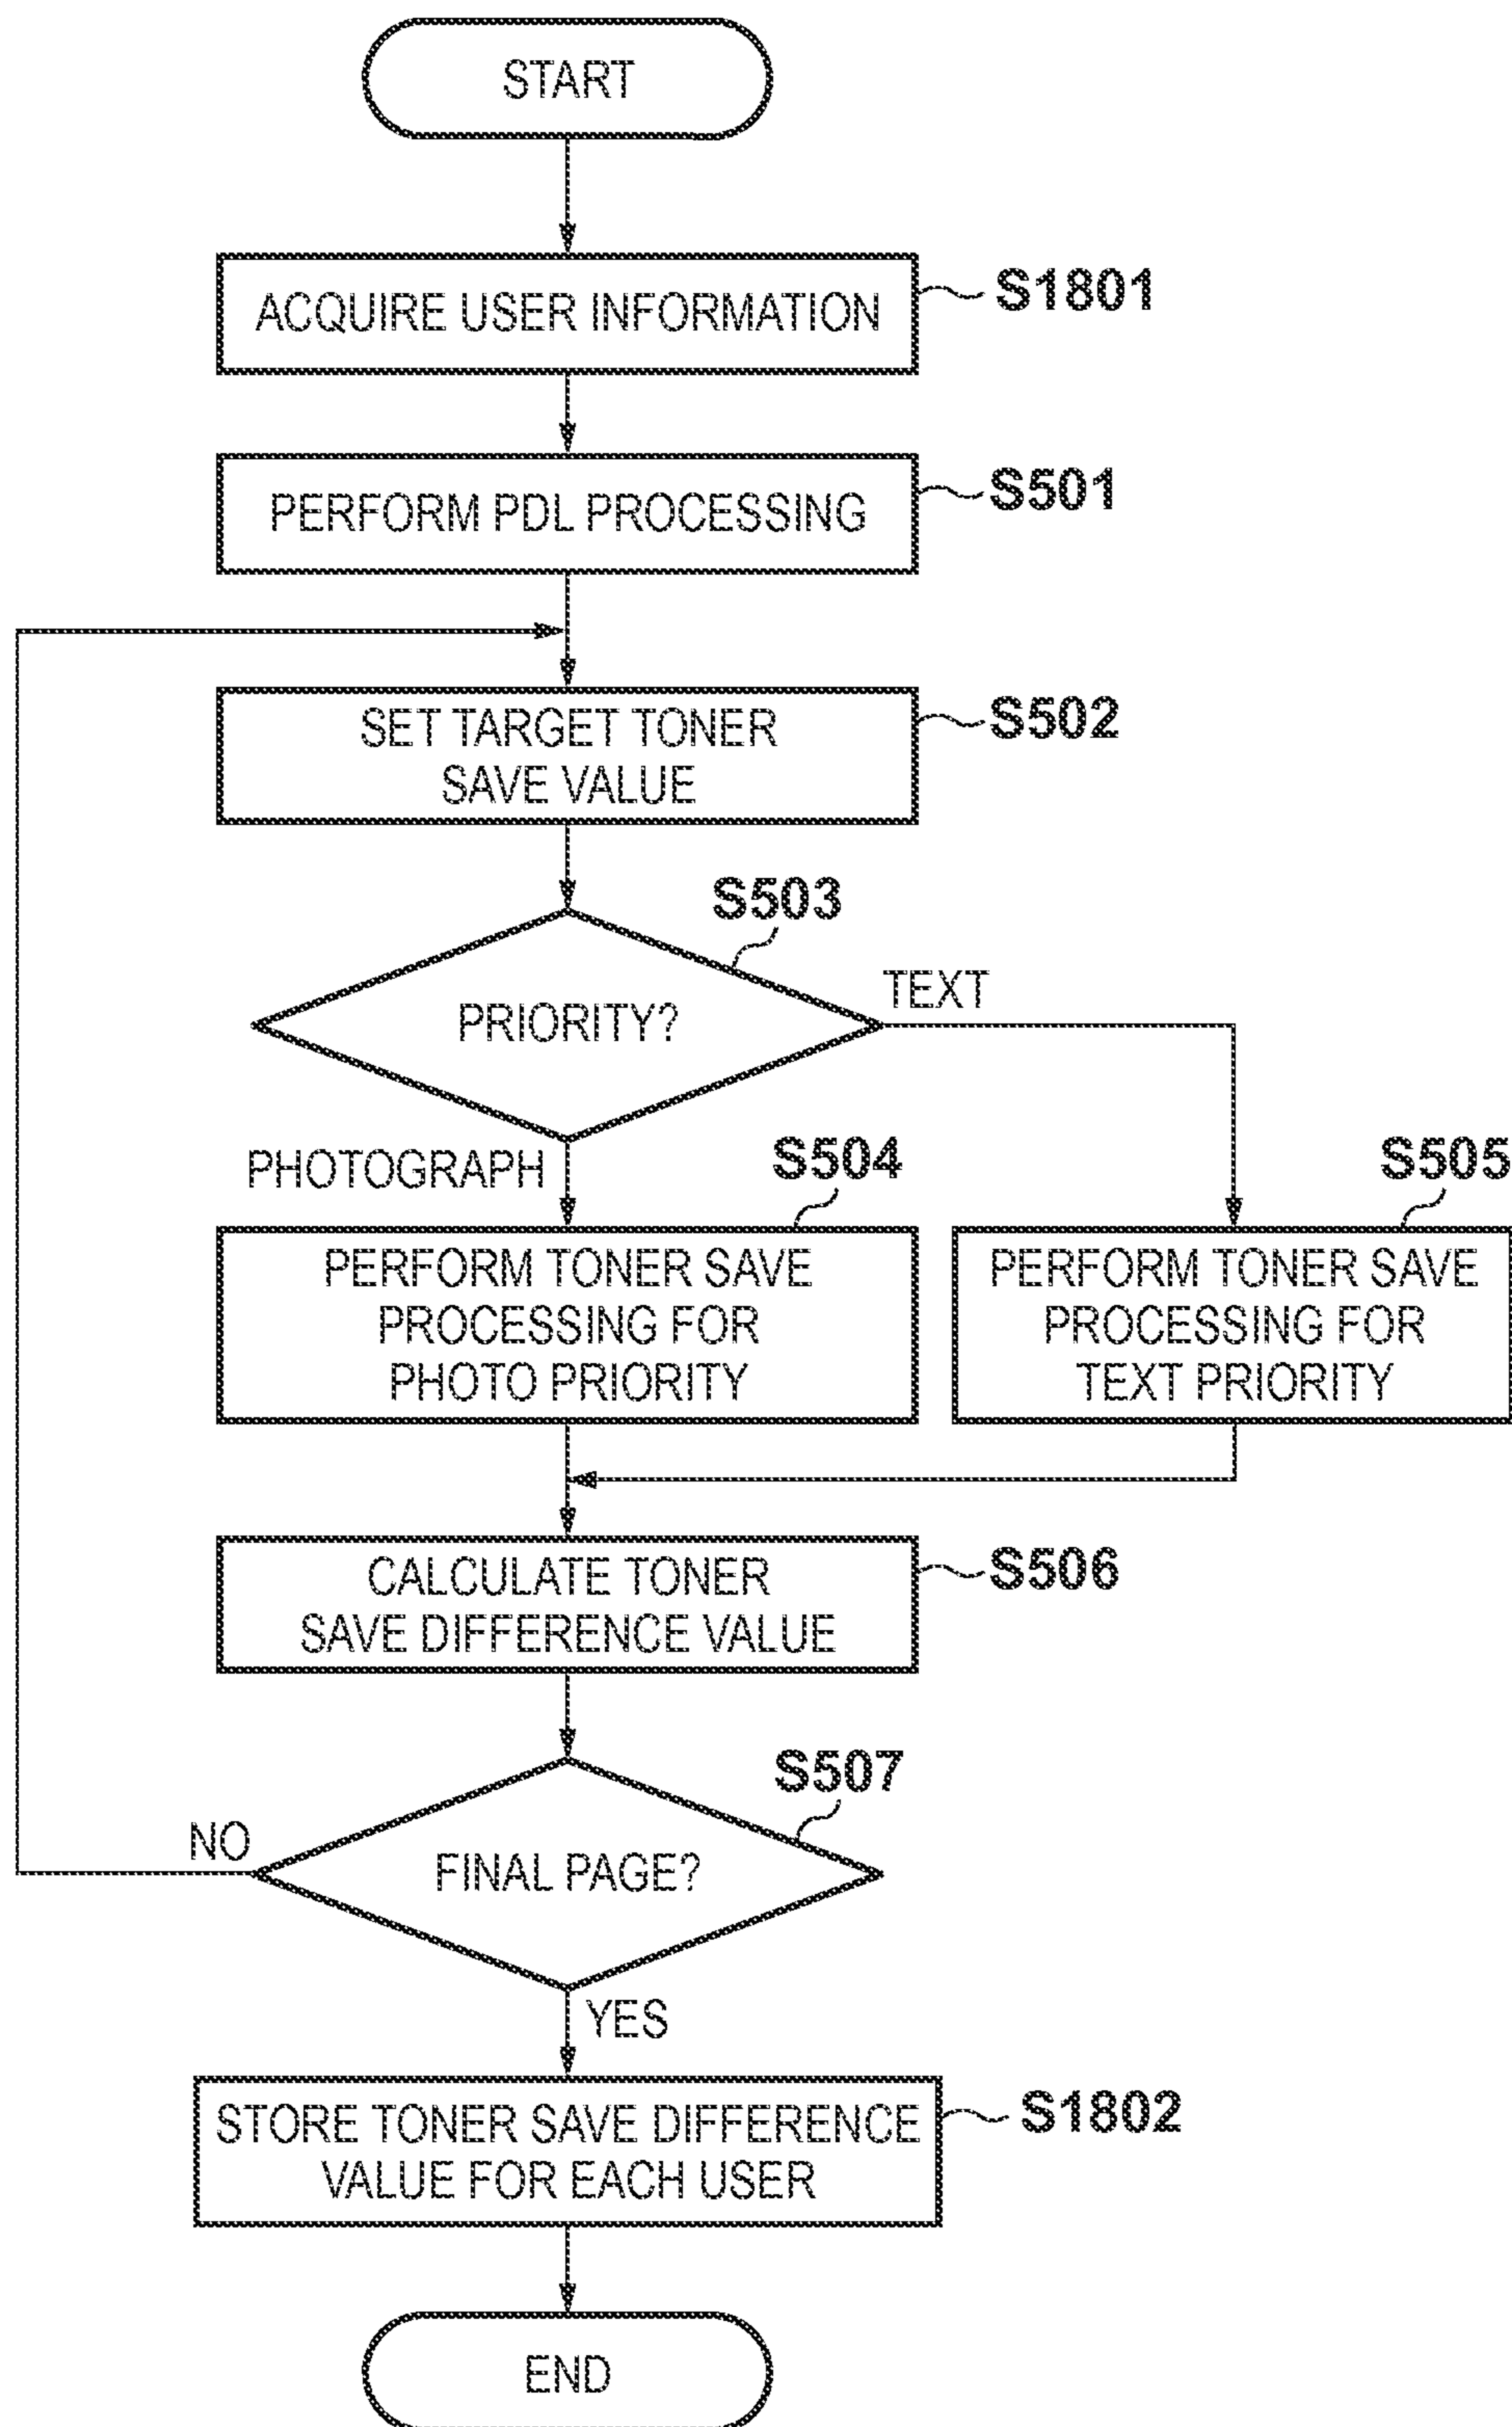 START
ACQUIRE USER INFORMATION
S1801
PERFORM PDL PROCESSING
S501
SET TARGET TONER
SAVE VALUE
S502
S503
PRIORITY?
TEXT
PHOTOGRAPH
S504
S505
PERFORM TONER SAVE
PROCESSING FOR
PHOTO PRIORITY
PERFORM TONER SAVE
PROCESSING FOR
TEXT PRIORITY
CALCULATE TONER
SAVE DIFFERENCE VALUE
S506
S507
NO
FINAL PAGE?
YES
STORE TONER SAVE DIFFERENCE
VALUE FOR EACH USER
S1802
END